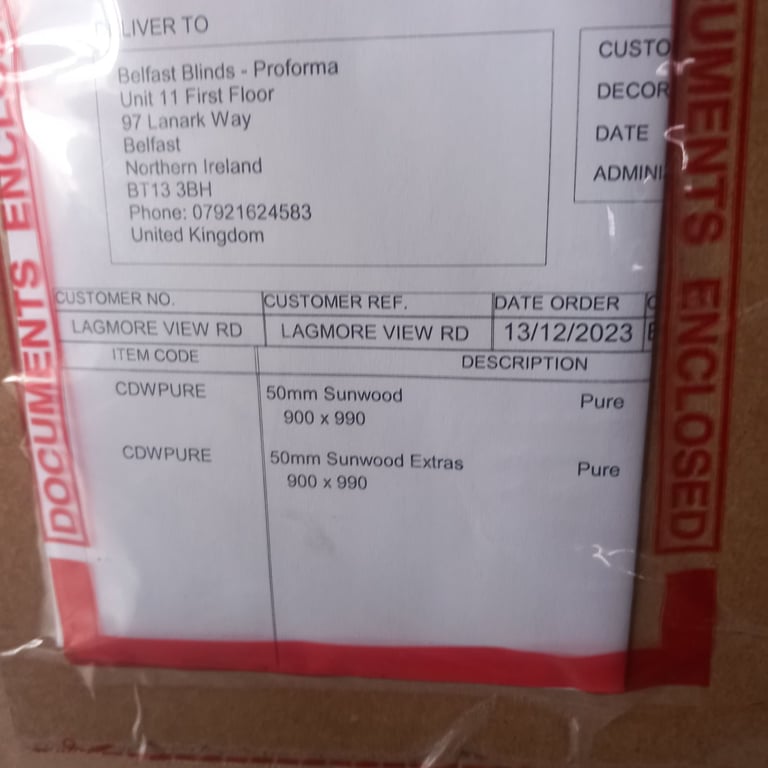 DELIVER TO
Belfast Blinds - Proforma
Unit 11 First Floor
97 Lanark Way
Belfast
Northern Ireland
BT13 3BH
Phone: 07921624583
United Kingdom
CUSTO
DECOR
DATE
ADMINI
CUSTOMER NO. CUSTOMER REF. DATE ORDER
LAGMORE VIEW RD LAGMORE VIEW RD 13/12/2023
ITEM CODE DESCRIPTION
CDWPURE 50mm Sunwood Pure
900 x 990
CDWPURE 50mm Sunwood Extras Pure
900 x 990
DOCUMENTS ENCLOS
UMENTS ENCLOSED